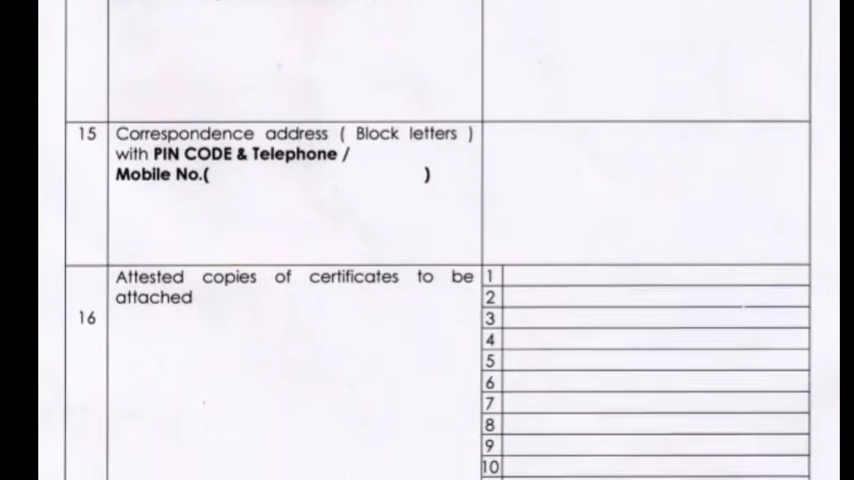 15 Correspondence address ( Block letters )
with PIN CODE & Telephone /
Mobile No.( )
16 Attested copies of certificates to be
attached
1
2
3
4
5
6
7
8
9
10